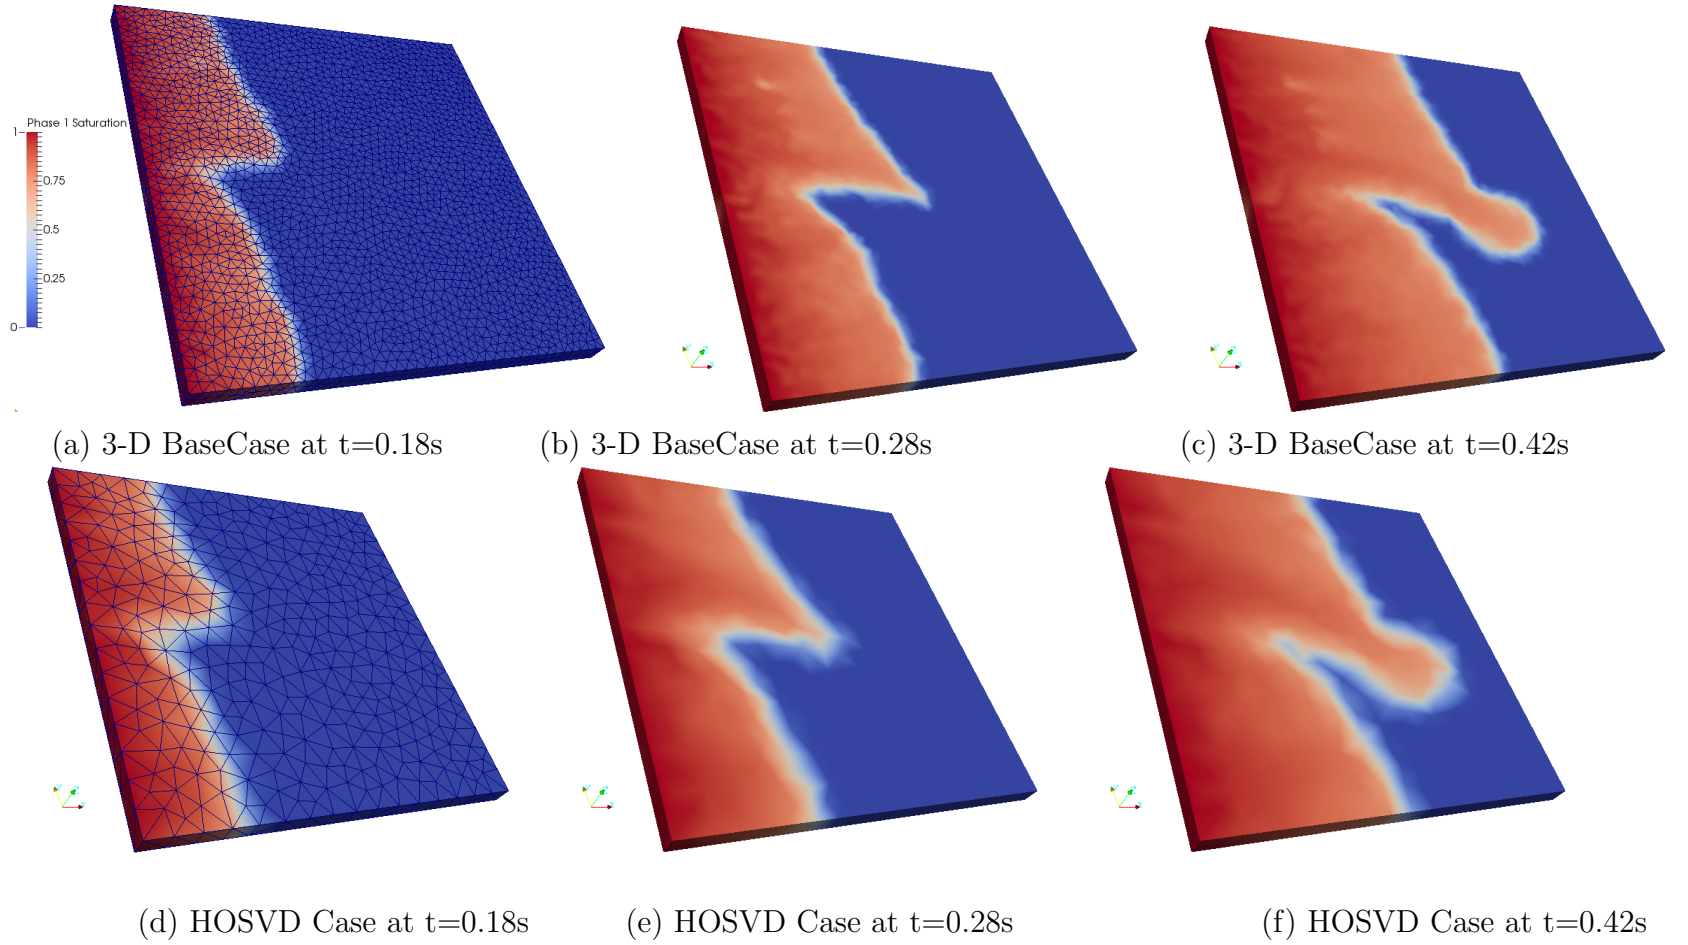 Phase 1 Saturation
1
0.75
0.5
0.25
0
(a) 3-D BaseCase at t=0.18s
(b) 3-D BaseCase at t=0.28s
(c) 3-D BaseCase at t=0.42s
(d) HOSVD Case at t=0.18s
(e) HOSVD Case at t=0.28s
(f) HOSVD Case at t=0.42s